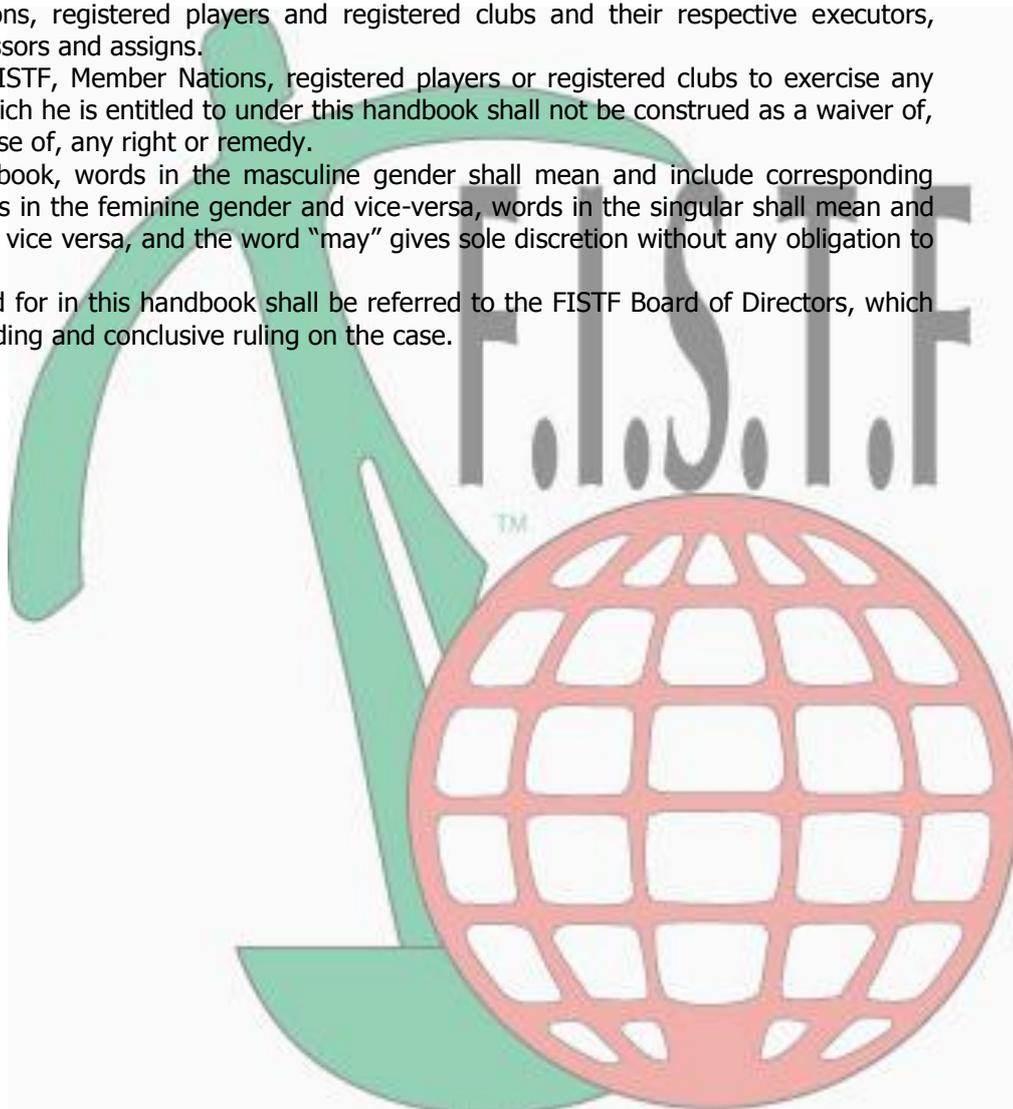 ons, registered players and registered clubs and their respective executors,
ssors and assigns.
ISTF, Member Nations, registered players or registered clubs to exercise any
ich he is entitled to under this handbook shall not be construed as a waiver of,
se of, any right or remedy.
book, words in the masculine gender shall mean and include corresponding
s in the feminine gender and vice-versa, words in the singular shall mean and
vice versa, and the word “may” gives sole discretion without any obligation to
d for in this handbook shall be referred to the FISTF Board of Directors, which
ding and conclusive ruling on the case.
F.I.S.T.F
TM